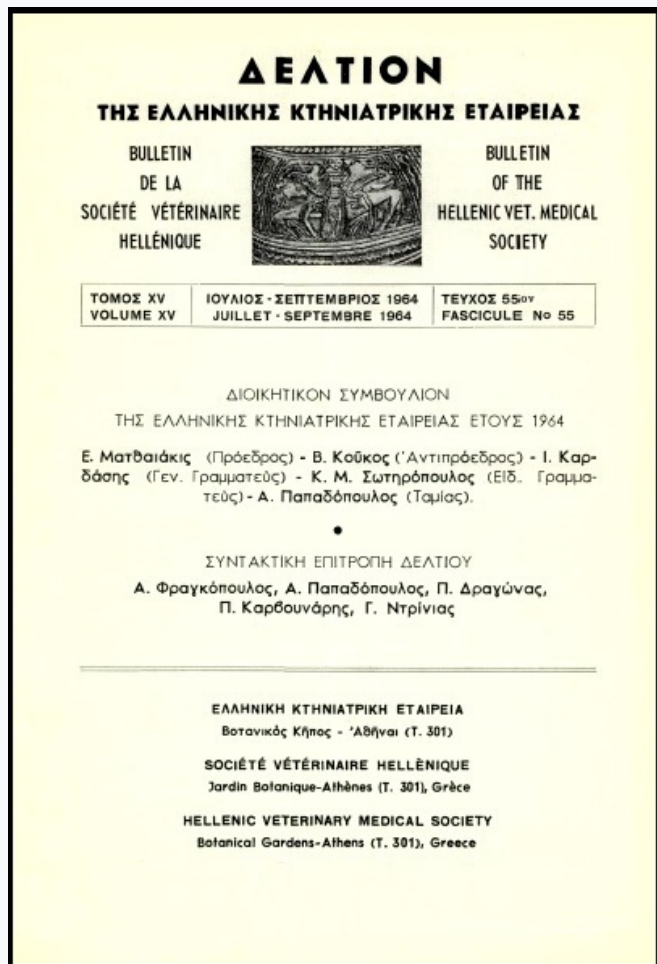 ΔΕΛΤΙΟΝ
ΤΗΣ ΕΛΛΗΝΙΚΗΣ ΚΤΗΝΙΑΤΡΙΚΗΣ ΕΤΑΙΡΕΙΑΣ
BULLETIN
DE LA
SOCIÉTÉ VÉTÉRINAIRE
HELLÉNIQUE
BULLETIN
OF THE
HELLENIC VET. MEDICAL
SOCIETY
ΤΟΜΟΣ XV
VOLUME XV
ΙΟΥΛΙΟΣ - ΣΕΠΤΕΜΒΡΙΟΣ 1964
JUILLET - SEPTEMBRE 1964
ΤΕΥΧΟΣ 55ον
FASCICULE No 55
ΔΙΟΙΚΗΤΙΚΟΝ ΣΥΜΒΟΥΛΙΟΝ
ΤΗΣ ΕΛΛΗΝΙΚΗΣ ΚΤΗΝΙΑΤΡΙΚΗΣ ΕΤΑΙΡΕΙΑΣ ΕΤΟΥΣ 1964
Ε. Ματθαιάκις (Πρόεδρος) - Β. Κοῦκος (Ἀντιπρόεδρος) - Ι. Καρ-
δάσης (Γεν. Γραμματεὺς) - Κ. Μ. Σωτηρόπουλος (Εἰδ. Γραμμα-
τεὺς) - Α. Παπαδόπουλος (Ταμίας).
●
ΣΥΝΤΑΚΤΙΚΗ ΕΠΙΤΡΟΠΗ ΔΕΛΤΙΟΥ
Α. Φραγκόπουλος, Α. Παπαδόπουλος, Π. Δραγώνας,
Π. Καρβουνάρης, Γ. Ντρίνιας
ΕΛΛΗΝΙΚΗ ΚΤΗΝΙΑΤΡΙΚΗ ΕΤΑΙΡΕΙΑ
Βοτανικὸς Κῆπος - Ἀθῆναι (Τ. 301)
SOCIÉTÉ VÉTÉRINAIRE HELLÈNIQUE
Jardin Botanique-Athènes (T. 301), Grèce
HELLENIC VETERINARY MEDICAL SOCIETY
Botanical Gardens-Athens (T. 301), Greece